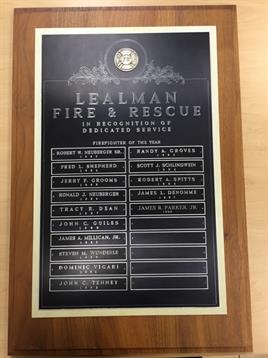 LEALMAN
FIRE & RESCUE
IN RECOGNITION OF
DEDICATED SERVICE
FIREFIGHTER OF THE YEAR
ROBERT W. NEUBERGER SR.
FRED L. SHEPHERD
JERRY F. GROOMS
RONALD J. NEUBERGER
TRACY R. DEAN
JOHN C. GUILES
JAMES A. MILLICAN, JR.
STEVEN M. WUNDERLE
DOMINIC VIGARI
JOHN C. TENNEY
RANDY A. GROVES
SCOTT J. SCHLINGWEIN
ROBERT A. SPITTS
JAMES L. DENOMME
JAMES R. PARKER, JR.